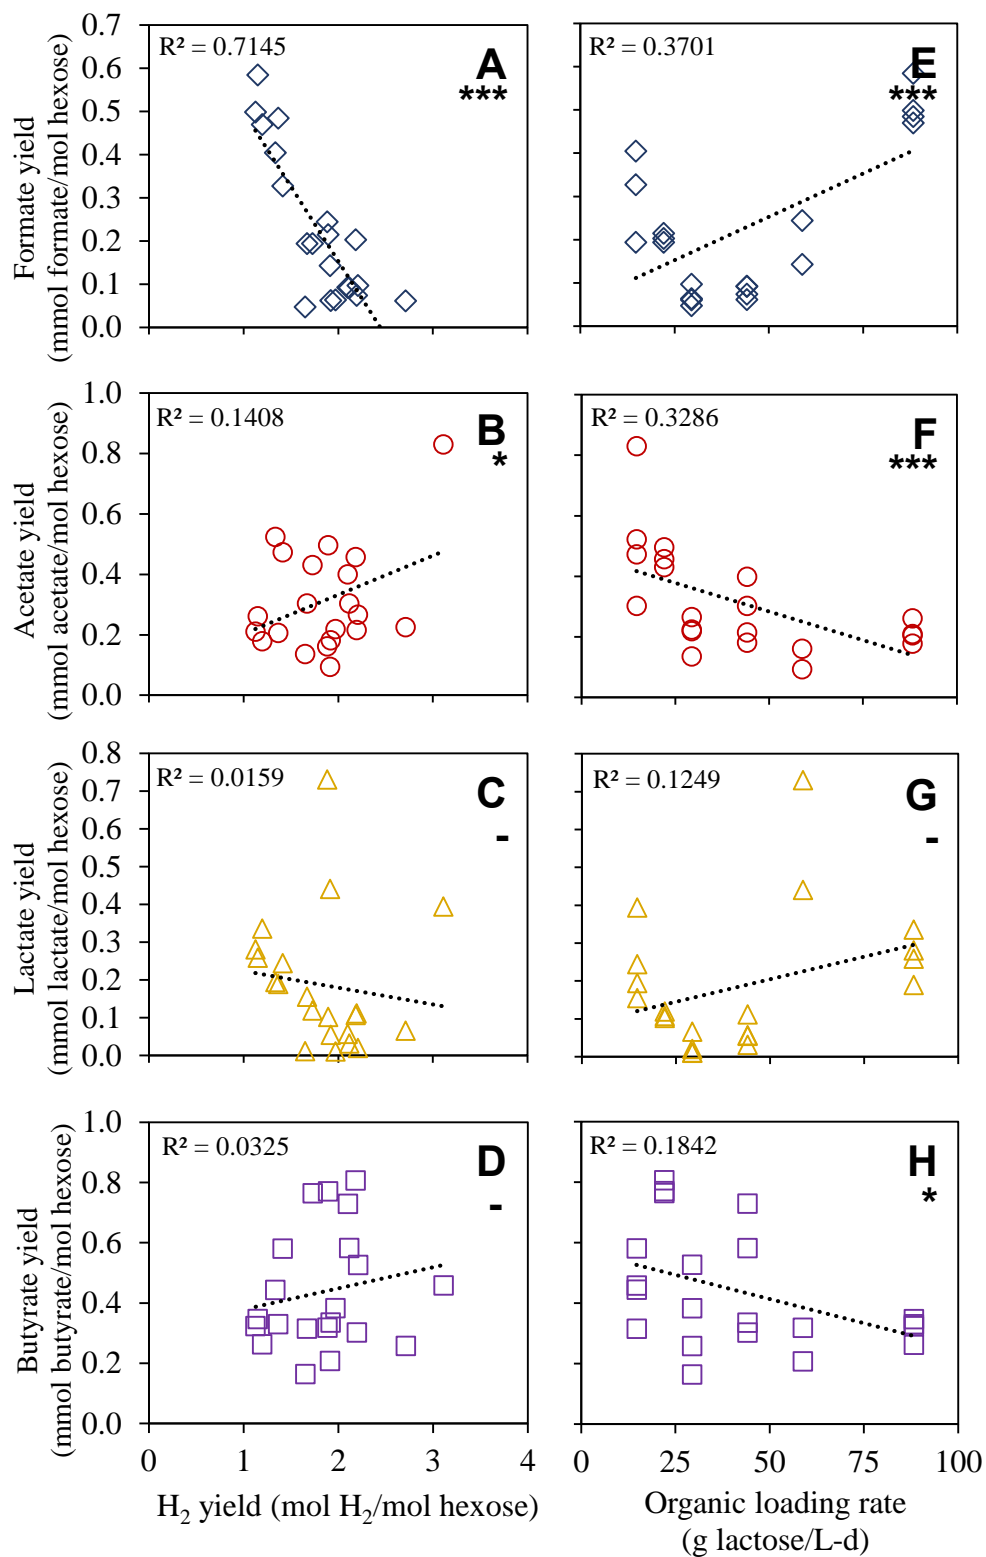 Formate yield
(mmol formate/mol hexose)
0.7
0.6
0.5
0.4
0.3
0.2
0.1
0.0
R² = 0.7145
A
***
R² = 0.3701
E
***
Acetate yield
(mmol acetate/mol hexose)
1.0
0.8
0.6
0.4
0.2
0.0
R² = 0.1408
B
*
R² = 0.3286
F
***
Lactate yield
(mmol lactate/mol hexose)
0.8
0.7
0.6
0.5
0.4
0.3
0.2
0.1
0.0
R² = 0.0159
C
-
R² = 0.1249
G
-
Butyrate yield
(mmol butyrate/mol hexose)
1.0
0.8
0.6
0.4
0.2
0.0
R² = 0.0325
D
-
R² = 0.1842
H
*
0 1 2 3 4
H₂ yield (mol H₂/mol hexose)
0 25 50 75 100
Organic loading rate
(g lactose/L-d)